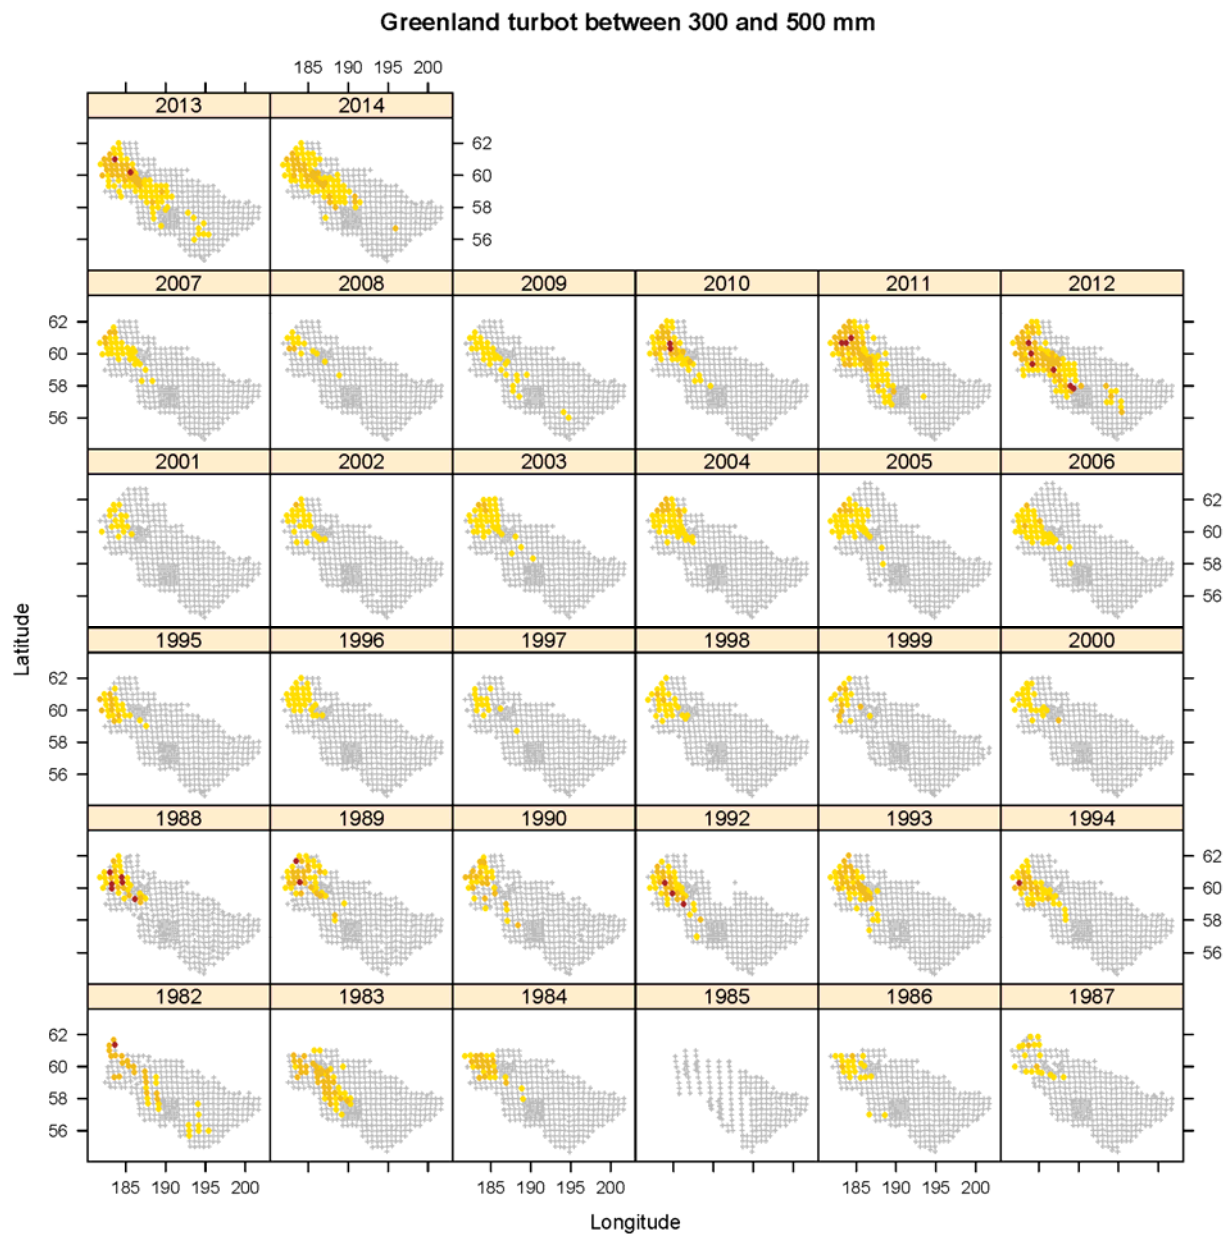 Greenland turbot between 300 and 500 mm
185 190 195 200
2013 2014
62
60
58
56
2007 2008 2009 2010 2011 2012
62
60
58
56
2001 2002 2003 2004 2005 2006
62
60
58
56
1995 1996 1997 1998 1999 2000
62
60
58
56
1988 1989 1990 1992 1993 1994
62
60
58
56
1982 1983 1984 1985 1986 1987
62
60
58
56
185 190 195 200 185 190 195 200 185 190 195 200
Latitude
Longitude